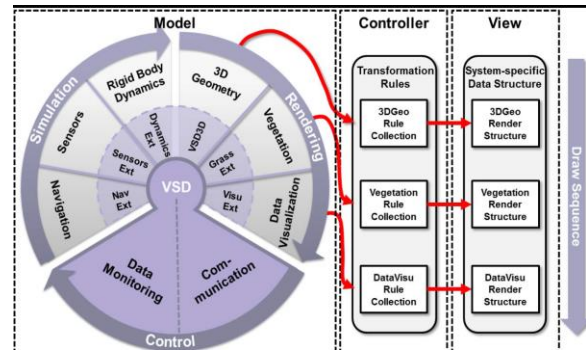 Model
Simulation
Rendering
Control
Navigation
Sensors
Rigid Body
Dynamics
3D
Geometry
Vegetation
Data
Visualization
Nav
Ext
Sensors
Ext
Dynamics
Ext
VSD3D
Grass
Ext
Visu
Ext
VSD
Data
Monitoring
Com-
munication
Controller
Transformation
Rules
3DGeo
Rule
Collection
Vegetation
Rule
Collection
DataVisu
Rule
Collection
View
System-specific
Data Structure
3DGeo
Render
Structure
Vegetation
Render
Structure
DataVisu
Render
Structure
Draw Sequence